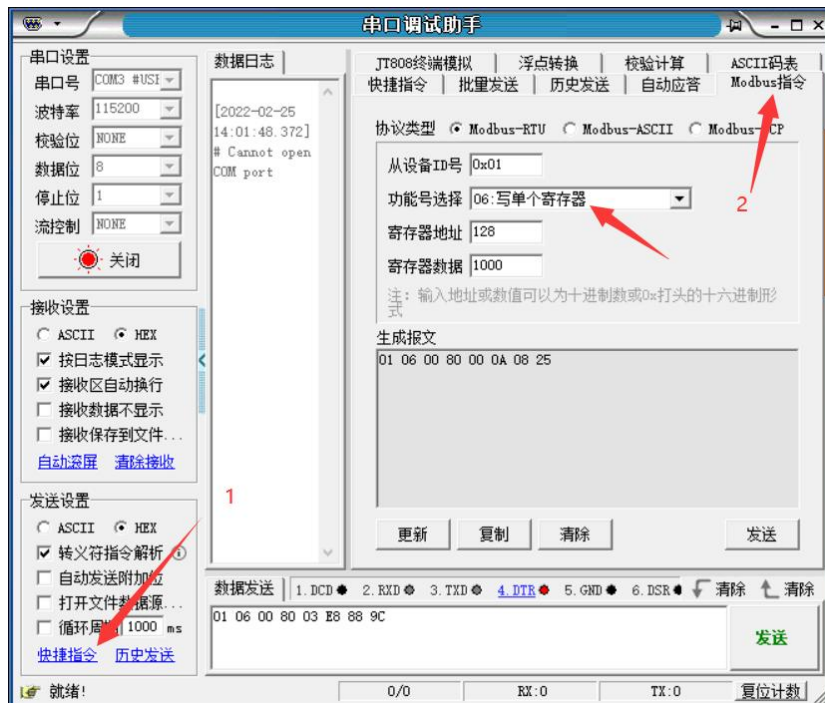 串口调试助手
串口设置
串口号 COM3 #USE
波特率 115200
校验位 NONE
数据位 8
停止位 1
流控制 NONE
关闭
接收设置
ASCII HEX
按日志模式显示
接收区自动换行
接收数据不显示
接收保存到文件...
自动滚屏 清除接收
发送设置
ASCII HEX
转义符指令解析
自动发送附加位
打开文件数据源...
循环周期 1000 ms
快捷指令 历史发送
数据日志
[2022-02-25
14:01:48.372]
# Cannot open
COM port
1
JT808终端模拟 浮点转换 校验计算 ASCII码表
快捷指令 批量发送 历史发送 自动应答 Modbus指令
协议类型 Modbus-RTU Modbus-ASCII Modbus-TCP
2
从设备ID号 0x01
功能号选择 06:写单个寄存器
寄存器地址 128
寄存器数据 1000
注: 输入地址或数值可以为十进制数或0x打头的十六进制形
式
生成报文
01 06 00 80 00 0A 08 25
更新 复制 清除 发送
数据发送 1.DCD 2.RXD 3.TXD 4.DTR 5.GND 6.DSR 清除 清除
01 06 00 80 03 E8 88 9C
发送
就绪! 0/0 RX:0 TX:0 复位计数